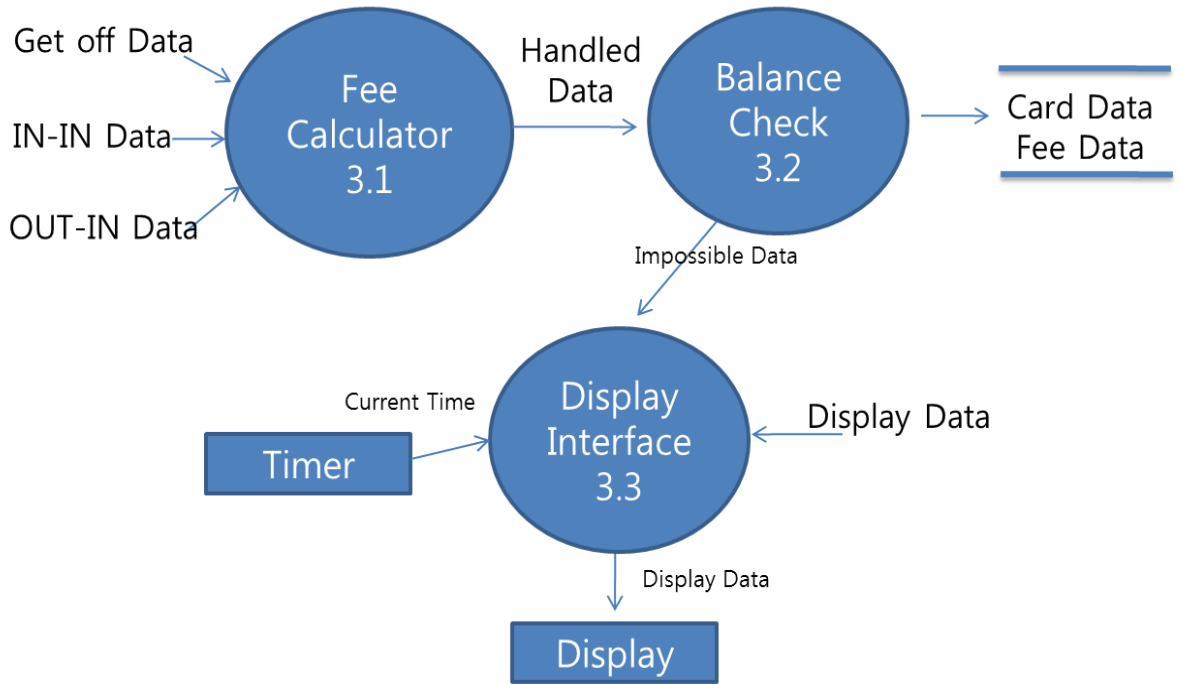 Get off Data
IN-IN Data
OUT-IN Data
Fee
Calculator
3.1
Handled
Data
Balance
Check
3.2
Card Data
Fee Data
Impossible Data
Current Time
Timer
Display
Interface
3.3
Display Data
Display Data
Display